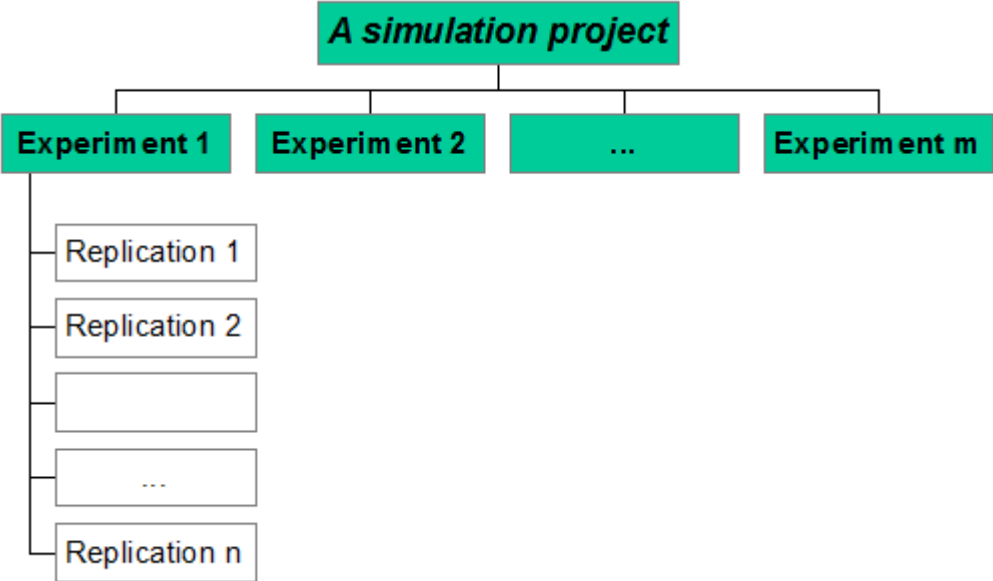 A simulation project
Experiment 1
Experiment 2
...
Experiment m
Replication 1
Replication 2
...
Replication n